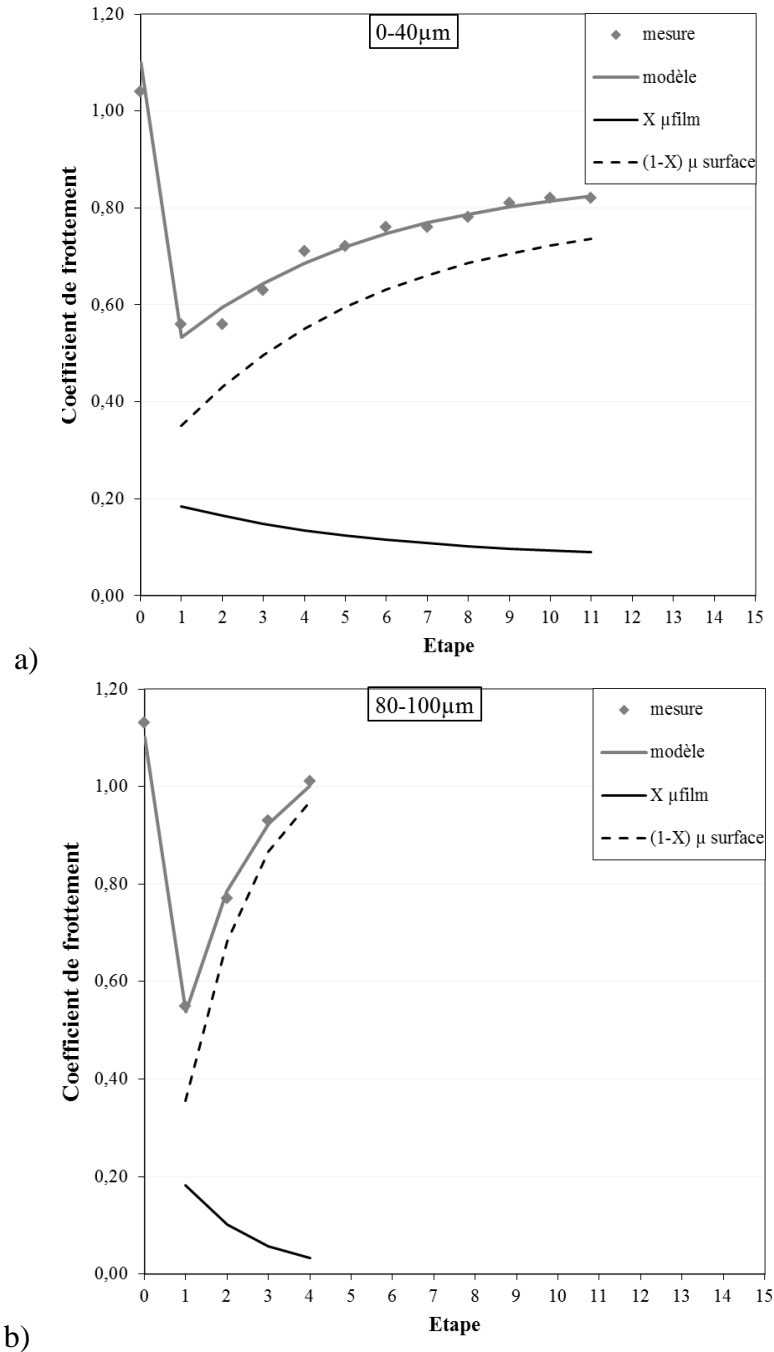 0-40µm
mesure
modèle
X µfilm
(1-X) µ surface
Coefficient de frottement
1,20
1,00
0,80
0,60
0,40
0,20
0,00
0 1 2 3 4 5 6 7 8 9 10 11 12 13 14 15
Etape
a)
80-100µm
mesure
modèle
X µfilm
(1-X) µ surface
Coefficient de frottement
1,20
1,00
0,80
0,60
0,40
0,20
0,00
0 1 2 3 4 5 6 7 8 9 10 11 12 13 14 15
Etape
b)